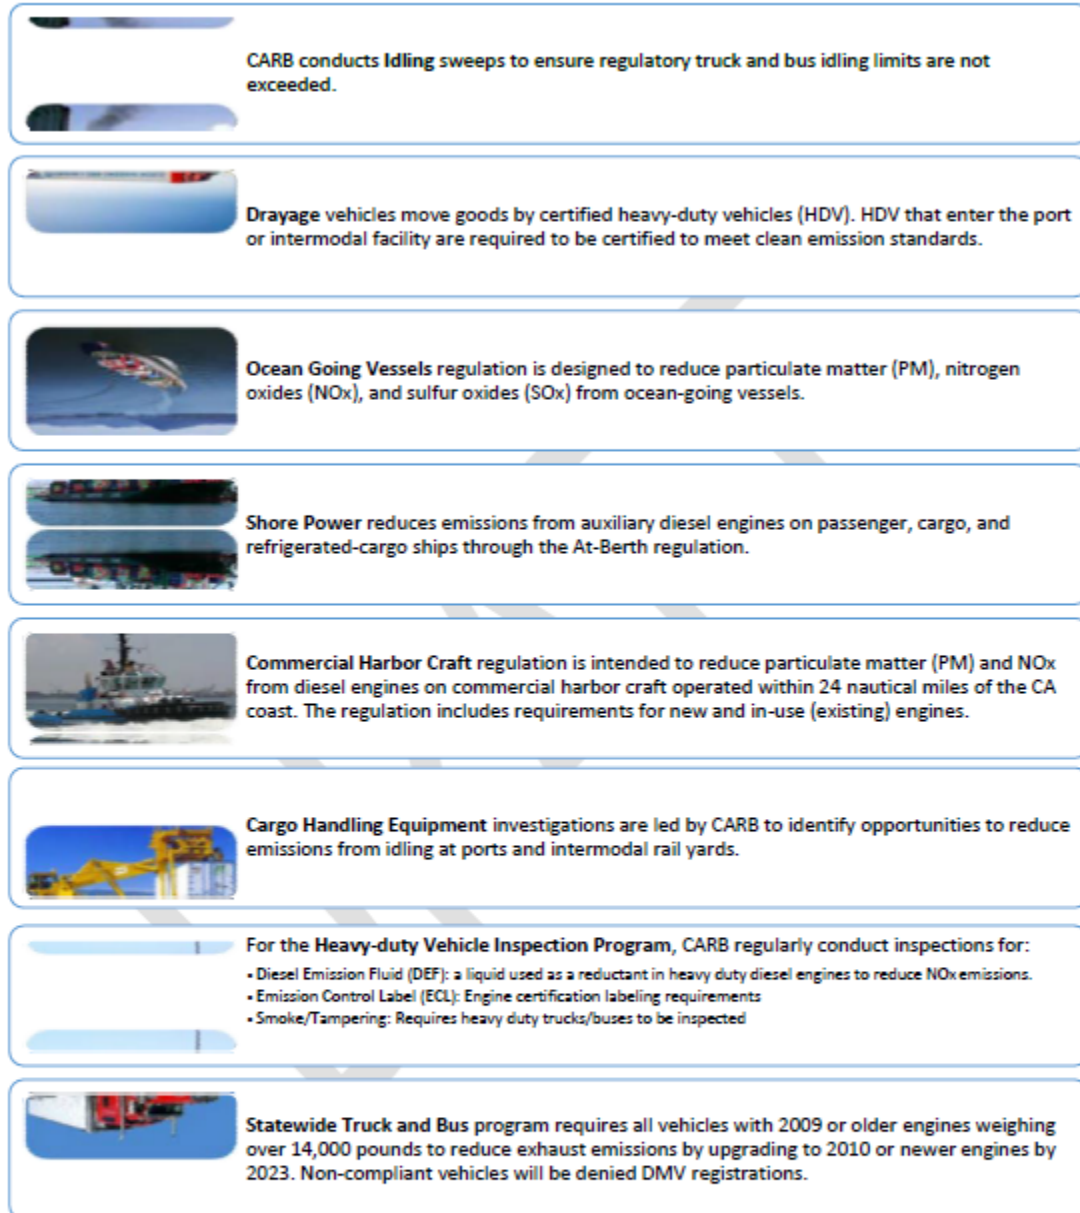 CARB conducts Idling sweeps to ensure regulatory truck and bus idling limits are not
exceeded.
Drayage vehicles move goods by certified heavy-duty vehicles (HDV). HDV that enter the port
or intermodal facility are required to be certified to meet clean emission standards.
Ocean Going Vessels regulation is designed to reduce particulate matter (PM), nitrogen
oxides (NOx), and sulfur oxides (SOx) from ocean-going vessels.
Shore Power reduces emissions from auxiliary diesel engines on passenger, cargo, and
refrigerated-cargo ships through the At-Berth regulation.
Commercial Harbor Craft regulation is intended to reduce particulate matter (PM) and NOx
from diesel engines on commercial harbor craft operated within 24 nautical miles of the CA
coast. The regulation includes requirements for new and in-use (existing) engines.
Cargo Handling Equipment investigations are led by CARB to identify opportunities to reduce
emissions from idling at ports and intermodal rail yards.
For the Heavy-duty Vehicle Inspection Program, CARB regularly conduct inspections for:
• Diesel Emission Fluid (DEF): a liquid used as a reductant in heavy duty diesel engines to reduce NOx emissions.
• Emission Control Label (ECL): Engine certification labeling requirements
• Smoke/Tampering: Requires heavy duty trucks/buses to be inspected
Statewide Truck and Bus program requires all vehicles with 2009 or older engines weighing
over 14,000 pounds to reduce exhaust emissions by upgrading to 2010 or newer engines by
2023. Non-compliant vehicles will be denied DMV registrations.